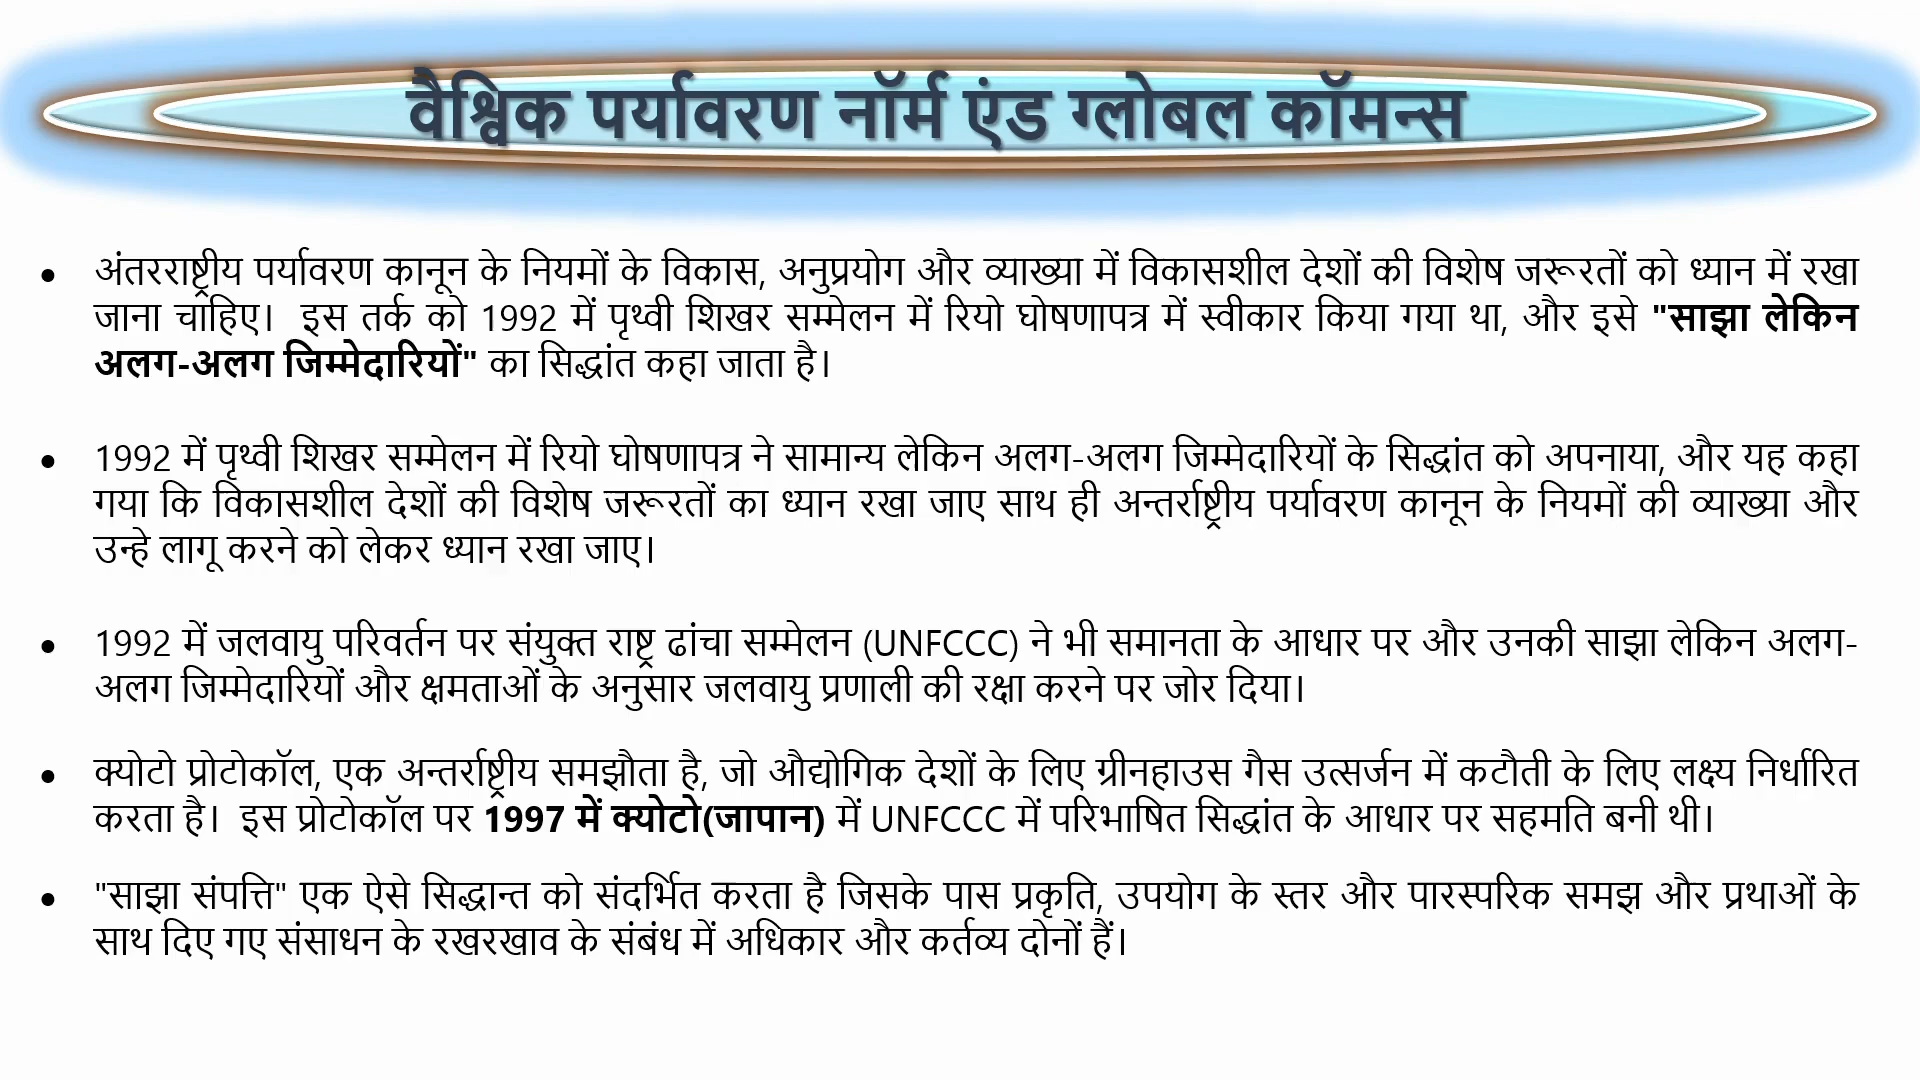 वैश्विक पर्यावरण नॉर्म एंड ग्लोबल कॉमन्स
• अंतरराष्ट्रीय पर्यावरण कानून के नियमों के विकास, अनुप्रयोग और व्याख्या में विकासशील देशों की विशेष जरूरतों को ध्यान में रखा
जाना चाहिए। इस तर्क को 1992 में पृथ्वी शिखर सम्मेलन में रियो घोषणापत्र में स्वीकार किया गया था, और इसे "साझा लेकिन
अलग-अलग जिम्मेदारियों" का सिद्धांत कहा जाता है।
• 1992 में पृथ्वी शिखर सम्मेलन में रियो घोषणापत्र ने सामान्य लेकिन अलग-अलग जिम्मेदारियों के सिद्धांत को अपनाया, और यह कहा
गया कि विकासशील देशों की विशेष जरूरतों का ध्यान रखा जाए साथ ही अन्तर्राष्ट्रीय पर्यावरण कानून के नियमों की व्याख्या और
उन्हे लागू करने को लेकर ध्यान रखा जाए।
• 1992 में जलवायु परिवर्तन पर संयुक्त राष्ट्र ढांचा सम्मेलन (UNFCCC) ने भी समानता के आधार पर और उनकी साझा लेकिन अलग-
अलग जिम्मेदारियों और क्षमताओं के अनुसार जलवायु प्रणाली की रक्षा करने पर जोर दिया।
• क्योटो प्रोटोकॉल, एक अन्तर्राष्ट्रीय समझौता है, जो औद्योगिक देशों के लिए ग्रीनहाउस गैस उत्सर्जन में कटौती के लिए लक्ष्य निर्धारित
करता है। इस प्रोटोकॉल पर 1997 में क्योटो(जापान) में UNFCCC में परिभाषित सिद्धांत के आधार पर सहमति बनी थी।
• "साझा संपत्ति" एक ऐसे सिद्धान्त को संदर्भित करता है जिसके पास प्रकृति, उपयोग के स्तर और पारस्परिक समझ और प्रथाओं के
साथ दिए गए संसाधन के रखरखाव के संबंध में अधिकार और कर्तव्य दोनों हैं।